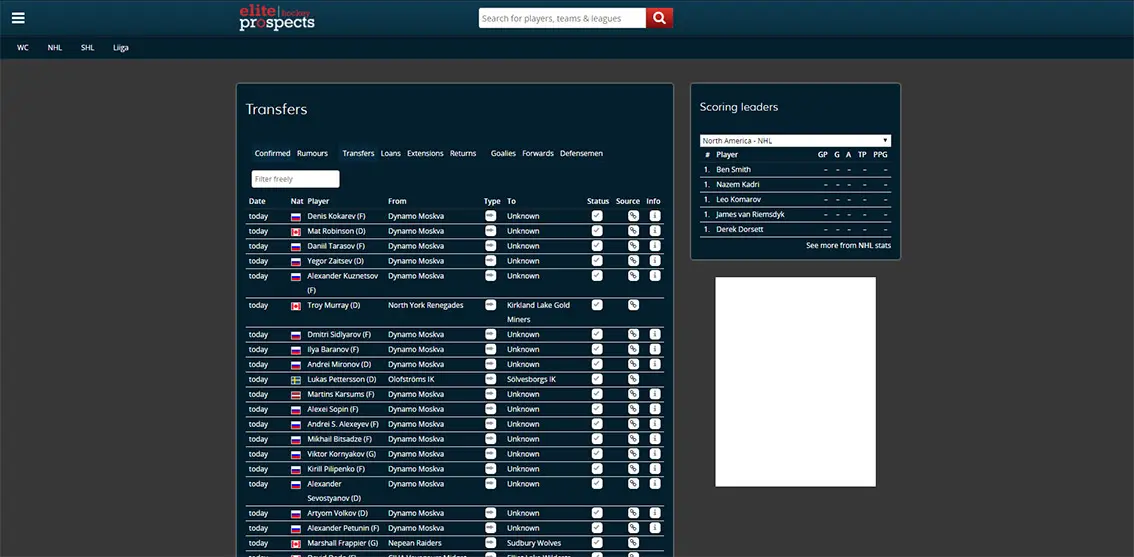 elite hockey
prospects
Search for players, teams & leagues
WC NHL SHL Liiga
Transfers
Confirmed Rumours Transfers Loans Extensions Returns Goalies Forwards Defensemen
Filter freely
Date Nat Player From Type To Status Source Info
today Denis Kokarev (F) Dynamo Moskva Unknown
today Mat Robinson (D) Dynamo Moskva Unknown
today Daniil Tarasov (F) Dynamo Moskva Unknown
today Yegor Zaitsev (D) Dynamo Moskva Unknown
today Alexander Kuznetsov Dynamo Moskva Unknown
(F)
today Troy Murray (D) North York Renegades Kirkland Lake Gold
Miners
today Dmitri Sidlyarov (F) Dynamo Moskva Unknown
today Ilya Baranov (F) Dynamo Moskva Unknown
today Andrei Mironov (D) Dynamo Moskva Unknown
today Lukas Pettersson (D) Olofströms IK Sölvesborgs IK
today Martins Karsums (F) Dynamo Moskva Unknown
today Alexei Sopin (F) Dynamo Moskva Unknown
today Andrei S. Alexeyev (F) Dynamo Moskva Unknown
today Mikhail Bitsadze (F) Dynamo Moskva Unknown
today Viktor Kornyakov (G) Dynamo Moskva Unknown
today Kirill Pilipenko (F) Dynamo Moskva Unknown
today Alexander Dynamo Moskva Unknown
Sevostyanov (D)
today Artyom Volkov (D) Dynamo Moskva Unknown
today Alexander Petunin (F) Dynamo Moskva Unknown
today Marshall Frappier (G) Nepean Raiders Sudbury Wolves
Scoring leaders
North America - NHL
# Player GP G A TP PPG
1. Ben Smith - - - - -
1. Nazem Kadri - - - - -
1. Leo Komarov - - - - -
1. James van Riemsdyk - - - - -
1. Derek Dorsett - - - - -
See more from NHL stats